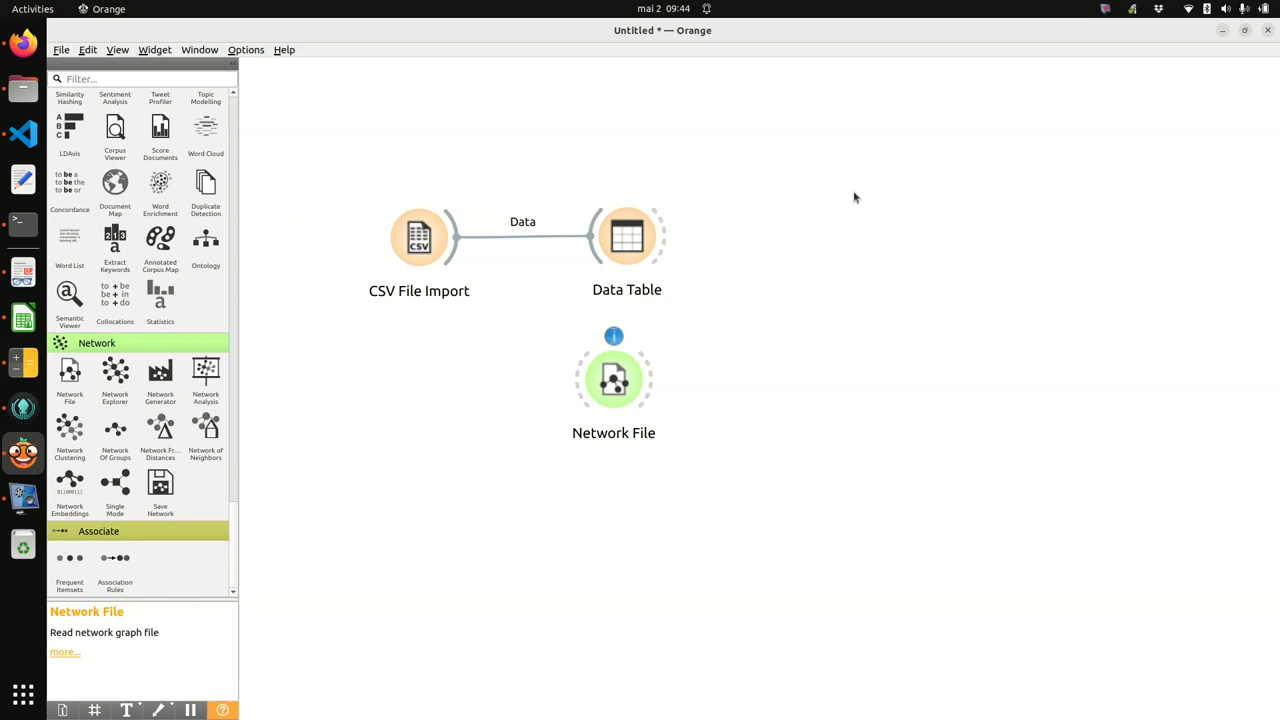 Activities
Orange
mai 2 09:44
Untitled * — Orange
File Edit View Widget Window Options Help
Filter...
Similarity Hashing
Sentiment Analysis
Tweet Profiler
Topic Modelling
LDAvis
Corpus Viewer
Score Documents
Word Cloud
Concordance
Document Map
Word Enrichment
Duplicate Detection
Word List
Extract Keywords
Annotated Corpus Map
Ontology
Semantic Viewer
Collocations
Statistics
Network
Network File
Network Explorer
Network Generator
Network Analysis
Network Clustering
Network Of Groups
Network Fr... Distances
Network of Neighbors
Network Embeddings
Single Mode
Save Network
Associate
Frequent Itemsets
Association Rules
Network File
Read network graph file
more...
CSV
Data
CSV File Import
Data Table
Network File